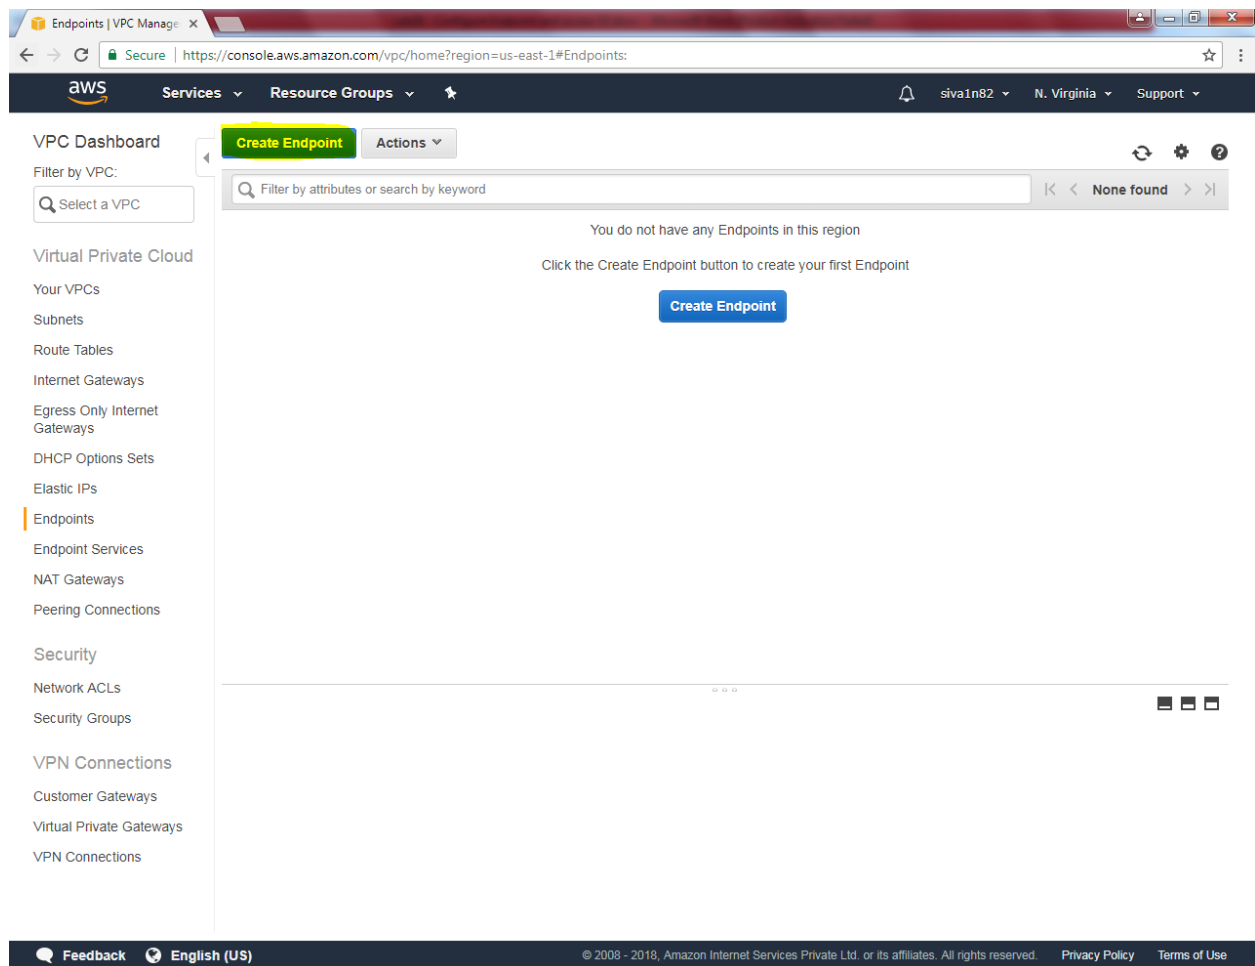 Endpoints | VPC Manage
Secure | https://console.aws.amazon.com/vpc/home?region=us-east-1#Endpoints:
aws Services Resource Groups siva1n82 N. Virginia Support
VPC Dashboard
Filter by VPC:
Select a VPC
Virtual Private Cloud
Your VPCs
Subnets
Route Tables
Internet Gateways
Egress Only Internet
Gateways
DHCP Options Sets
Elastic IPs
Endpoints
Endpoint Services
NAT Gateways
Peering Connections
Security
Network ACLs
Security Groups
VPN Connections
Customer Gateways
Virtual Private Gateways
VPN Connections
Create Endpoint Actions
Filter by attributes or search by keyword None found
You do not have any Endpoints in this region
Click the Create Endpoint button to create your first Endpoint
Create Endpoint
Feedback English (US) © 2008 - 2018, Amazon Internet Services Private Ltd. or its affiliates. All rights reserved. Privacy Policy Terms of Use